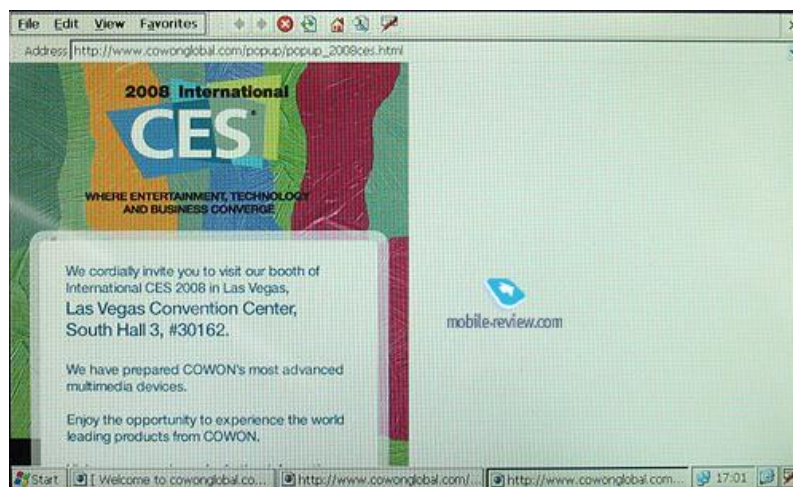 File Edit View Favorites
Address http://www.cowonglobal.com/popup/popup_2008ces.html
2008 International
CES
WHERE ENTERTAINMENT, TECHNOLOGY
AND BUSINESS CONVERGE
We cordially invite you to visit our booth of
International CES 2008 in Las Vegas,
Las Vegas Convention Center,
South Hall 3, #30162.
We have prepared COWON's most advanced
multimedia devices.
Enjoy the opportunity to experience the world
leading products from COWON.
mobile-review.com
Start [ Welcome to cowonglobal.co... http://www.cowonglobal.com/... http://www.cowonglobal.com... 17:01